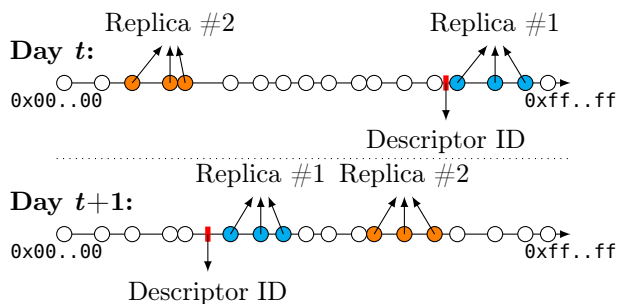 Replica #2
Replica #1
Day t:
0x00..00
0xff..ff
Descriptor ID
Replica #1
Replica #2
Day t+1:
0x00..00
0xff..ff
Descriptor ID